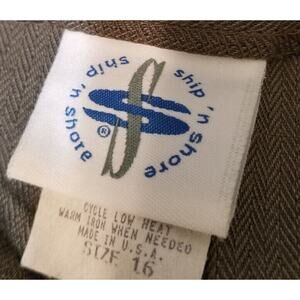 ship 'n shore
ship 'n shore
®
CYCLE LOW HEAT
WARM IRON WHEN NEEDED
MADE IN U.S.A.
SIZE 16